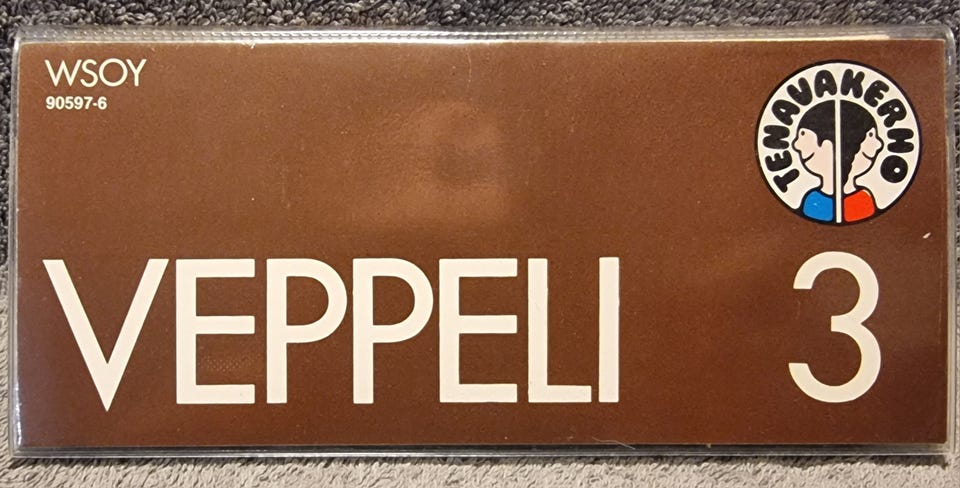 WSOY
90597-6
TENAVAKERHO
VEPPELI 3